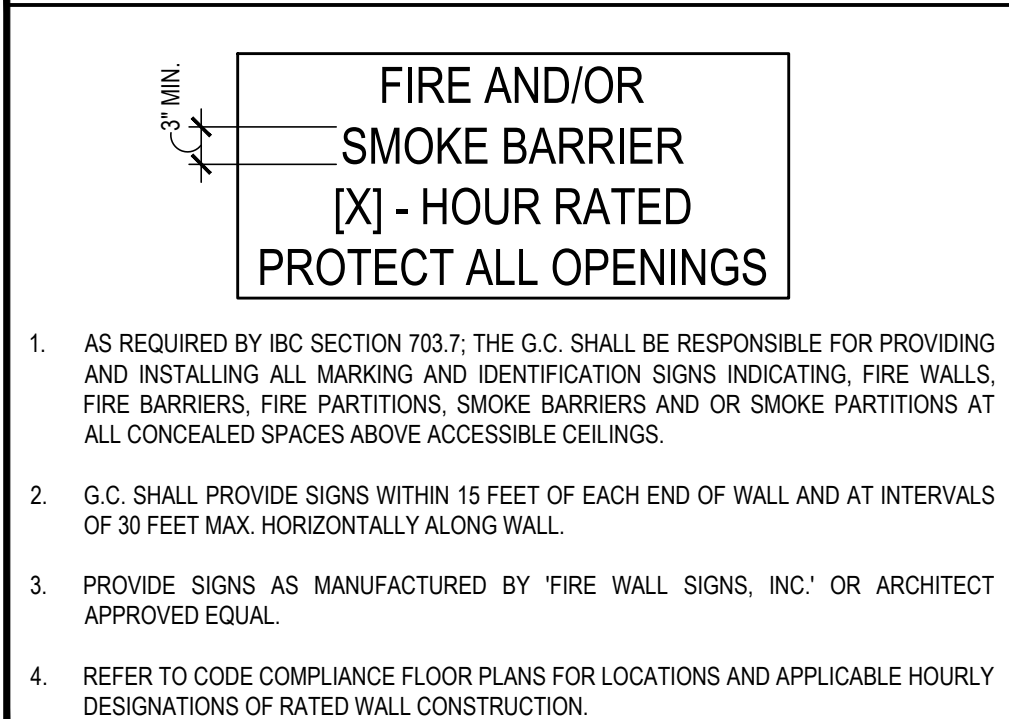 3" MIN.
FIRE AND/OR
SMOKE BARRIER
[X] - HOUR RATED
PROTECT ALL OPENINGS
1. AS REQUIRED BY IBC SECTION 703.7; THE G.C. SHALL BE RESPONSIBLE FOR PROVIDING
AND INSTALLING ALL MARKING AND IDENTIFICATION SIGNS INDICATING, FIRE WALLS,
FIRE BARRIERS, FIRE PARTITIONS, SMOKE BARRIERS AND OR SMOKE PARTITIONS AT
ALL CONCEALED SPACES ABOVE ACCESSIBLE CEILINGS.
2. G.C. SHALL PROVIDE SIGNS WITHIN 15 FEET OF EACH END OF WALL AND AT INTERVALS
OF 30 FEET MAX. HORIZONTALLY ALONG WALL.
3. PROVIDE SIGNS AS MANUFACTURED BY 'FIRE WALL SIGNS, INC.' OR ARCHITECT
APPROVED EQUAL.
4. REFER TO CODE COMPLIANCE FLOOR PLANS FOR LOCATIONS AND APPLICABLE HOURLY
DESIGNATIONS OF RATED WALL CONSTRUCTION.